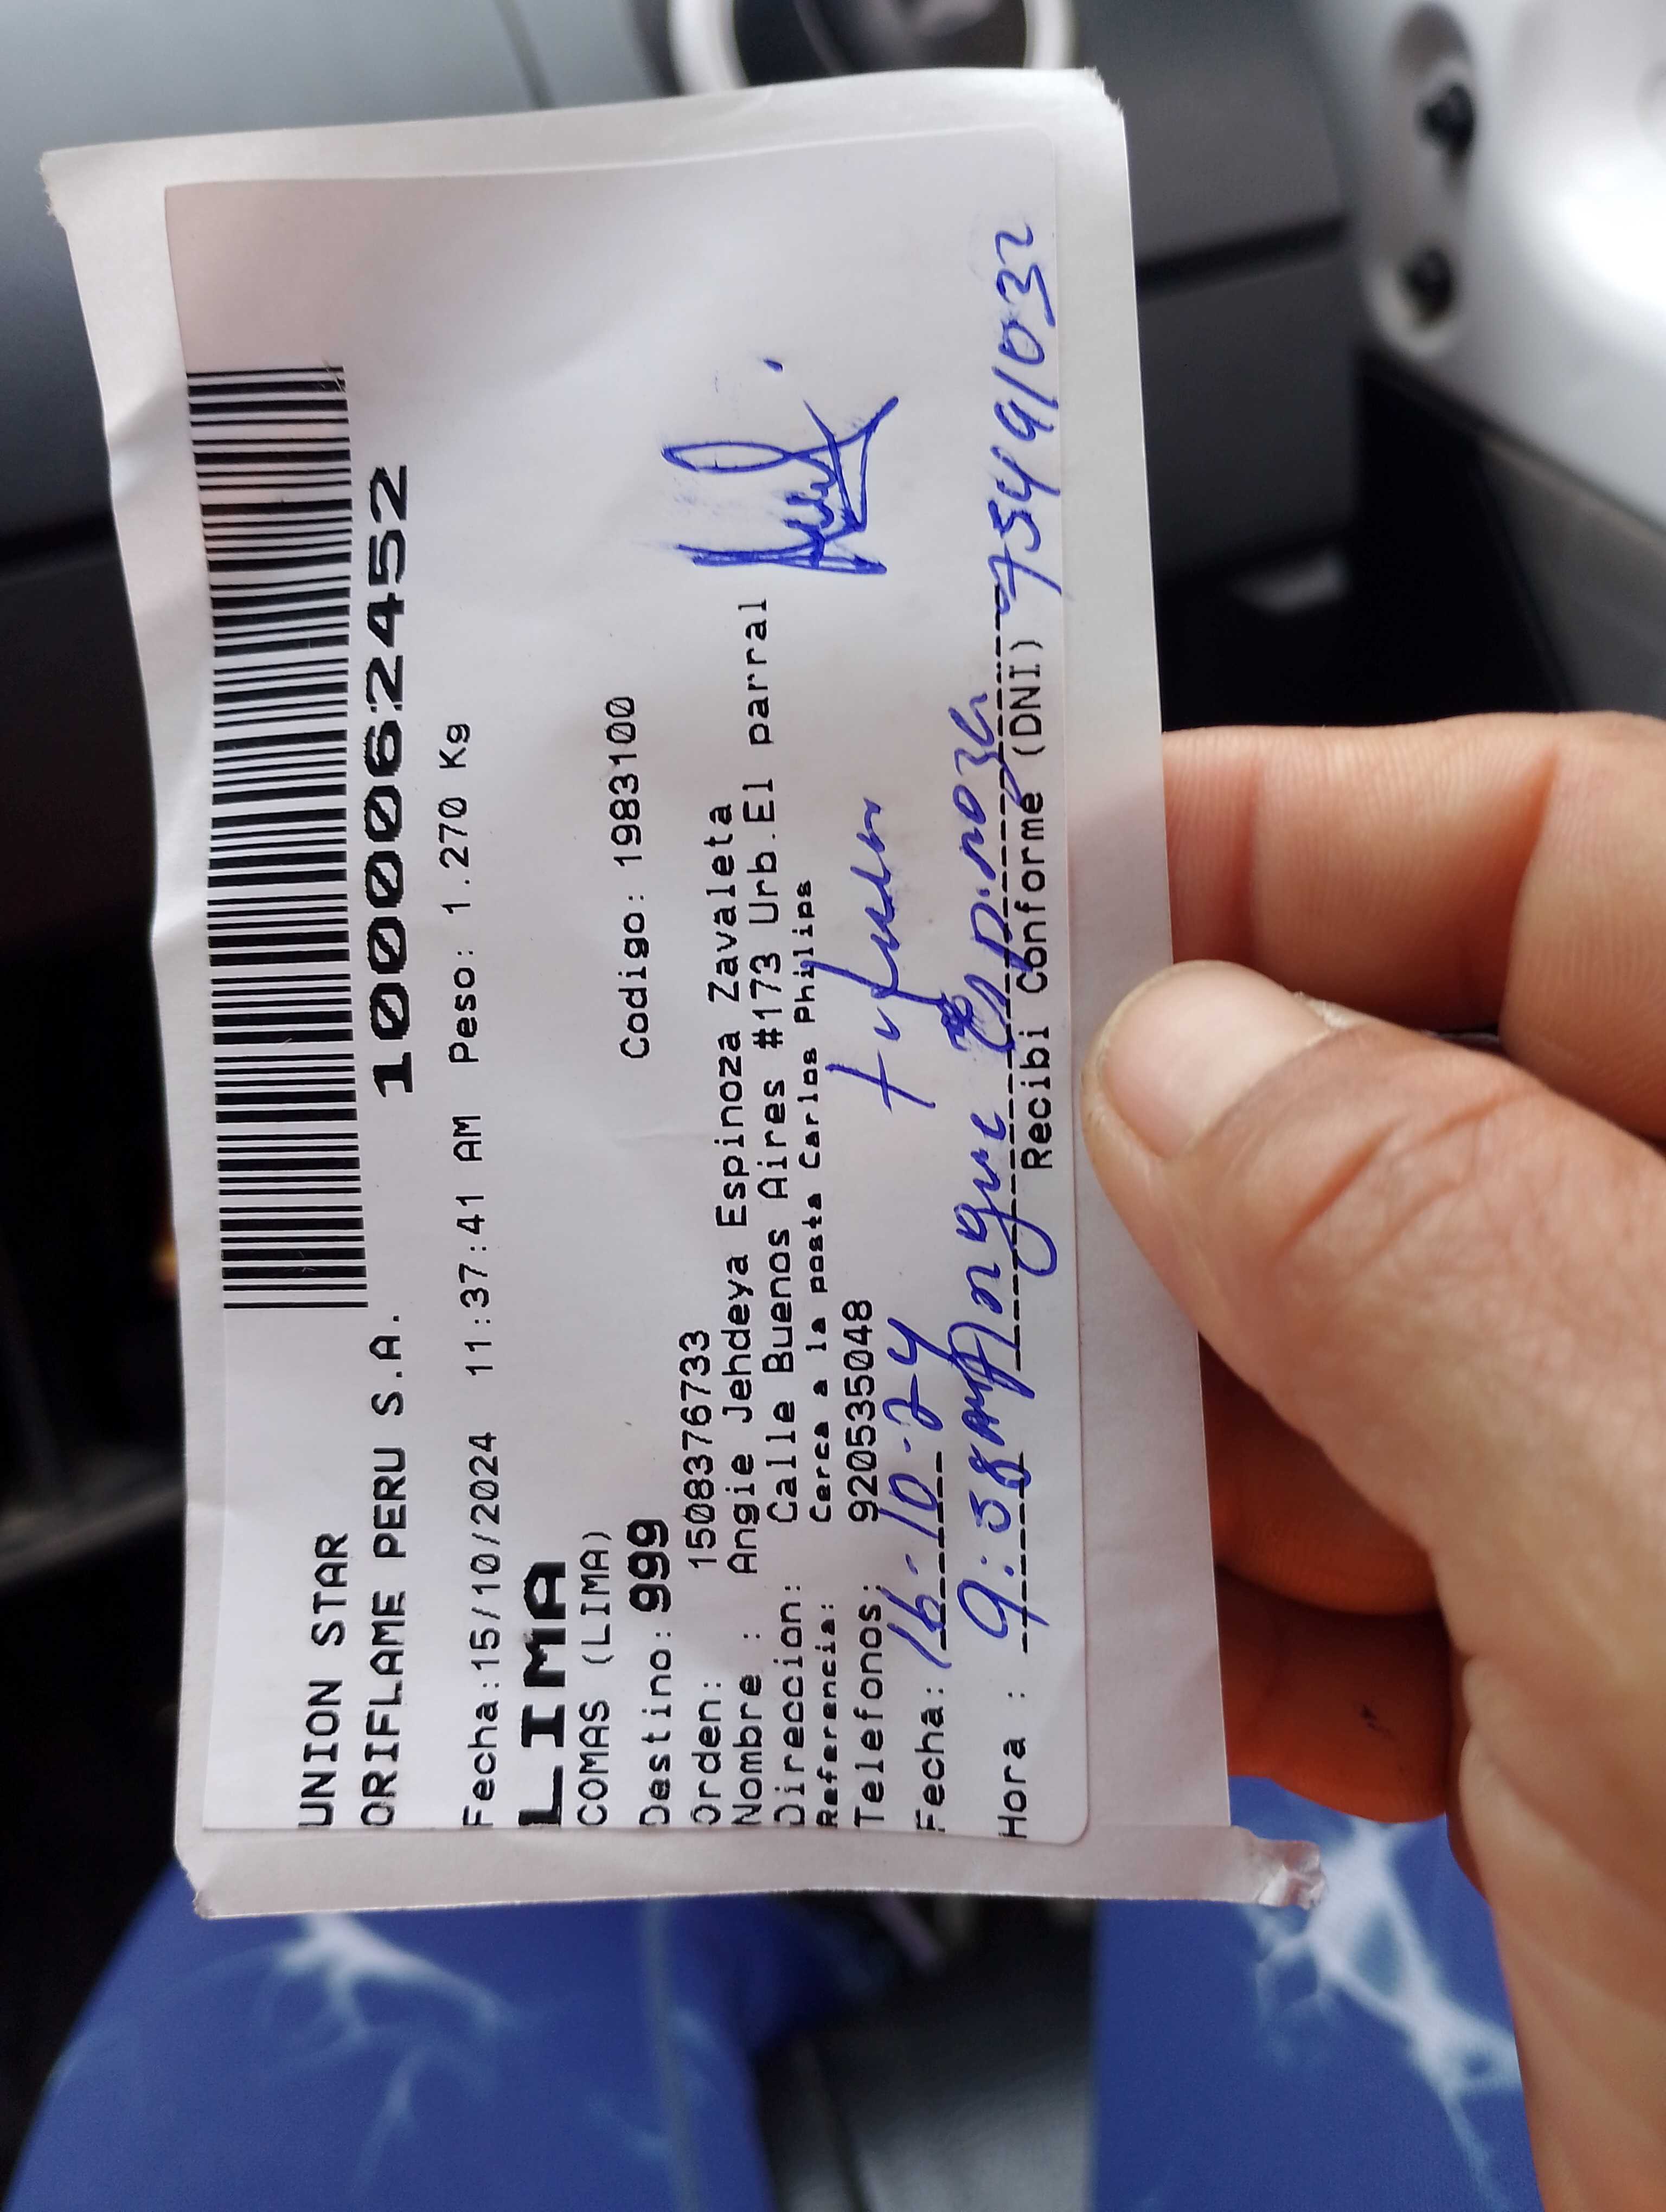 UNION STAR
ORIFLAME PERU S.A. 1000062452
Fecha:15/10/2024 11:37:41 AM Peso: 1.270 Kg
LIMA
COMAS (LIMA)
Destino: 999 Codigo: 1983100
Orden: 1508376733
Nombre : Angie Jehdeya Espinoza Zavaleta
Direccion: Calle Buenos Aires #173 Urb.El parral
Referencia: Cerca a la posta Carlos Philips
Telefonos: 920535048
Fecha: 16-10-24
Hora : 9:58am Angie Espinoza 75491032
Recibi Conforme (DNI)